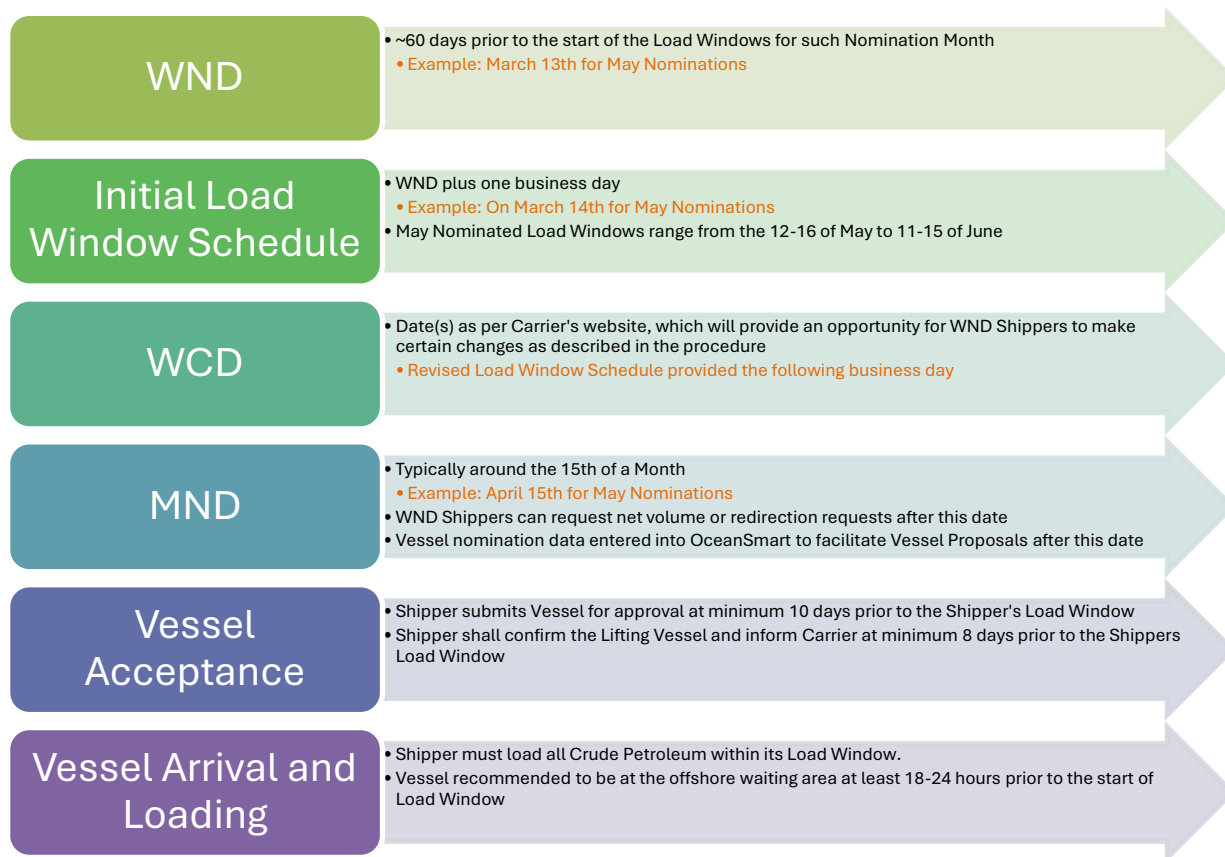 WND
• ~60 days prior to the start of the Load Windows for such Nomination Month
• Example: March 13th for May Nominations
Initial Load
Window Schedule
• WND plus one business day
• Example: On March 14th for May Nominations
• May Nominated Load Windows range from the 12-16 of May to 11-15 of June
WCD
• Date(s) as per Carrier's website, which will provide an opportunity for WND Shippers to make
certain changes as described in the procedure
• Revised Load Window Schedule provided the following business day
MND
• Typically around the 15th of a Month
• Example: April 15th for May Nominations
• WND Shippers can request net volume or redirection requests after this date
• Vessel nomination data entered into OceanSmart to facilitate Vessel Proposals after this date
Vessel
Acceptance
• Shipper submits Vessel for approval at minimum 10 days prior to the Shipper's Load Window
• Shipper shall confirm the Lifting Vessel and inform Carrier at minimum 8 days prior to the Shippers
Load Window
Vessel Arrival and
Loading
• Shipper must load all Crude Petroleum within its Load Window.
• Vessel recommended to be at the offshore waiting area at least 18-24 hours prior to the start of
Load Window